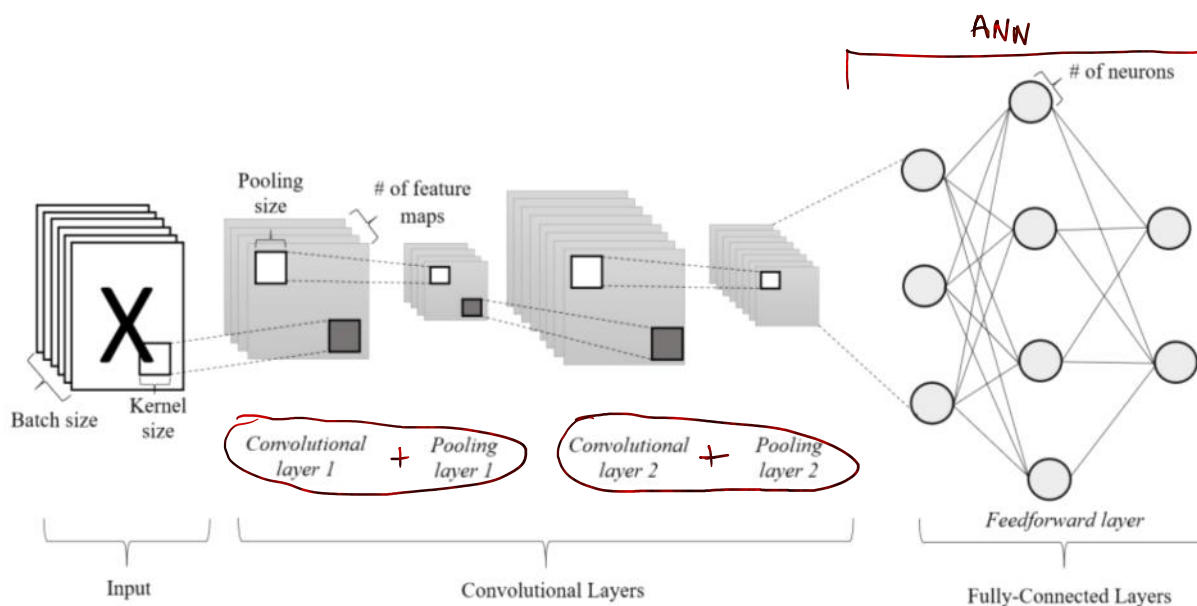 ANN
# of neurons
Pooling
size
# of feature
maps
X
Batch size
Kernel
size
Convolutional
layer 1
+
Pooling
layer 1
Convolutional
layer 2
+
Pooling
layer 2
Feedforward layer
Input
Convolutional Layers
Fully-Connected Layers